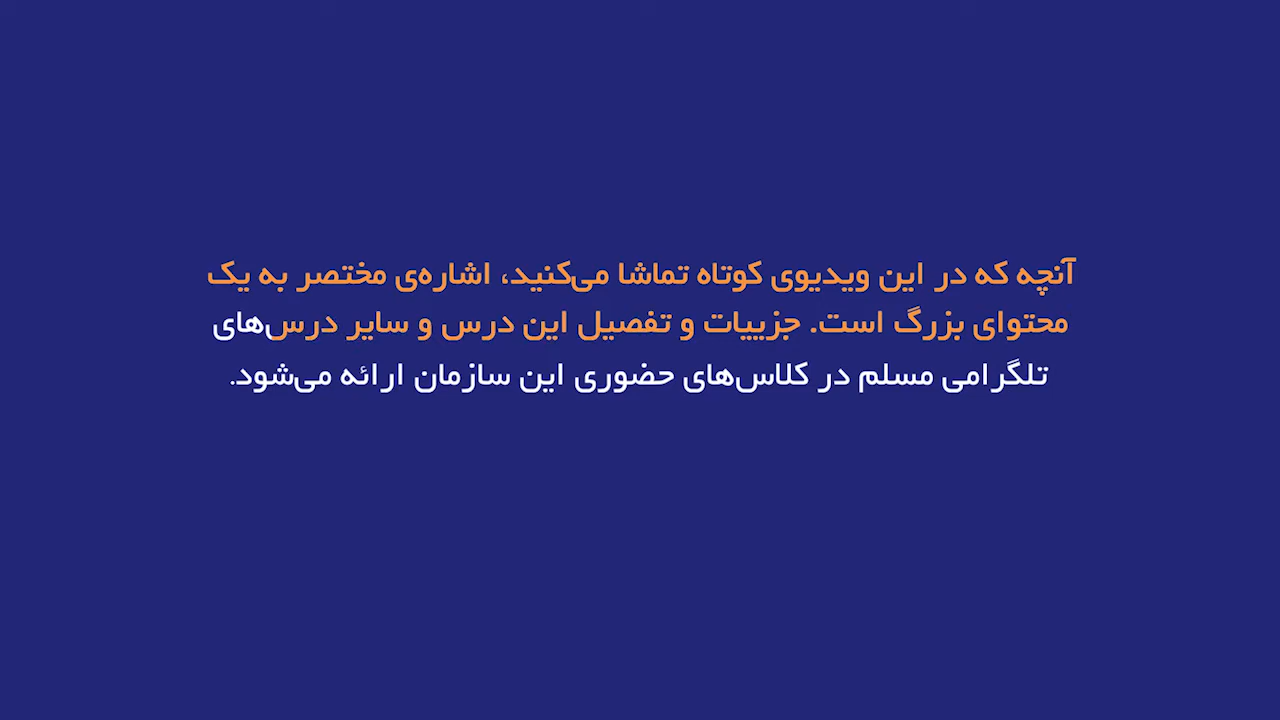 آنچه که در این ویدیوی کوتاه تماشا می‌کنید، اشاره‌ی مختصر به یک
محتوای بزرگ است. جزییات و تفصیل این درس و سایر درس‌های
تلگرامی مسلم در کلاس‌های حضوری این سازمان ارائه می‌شود.